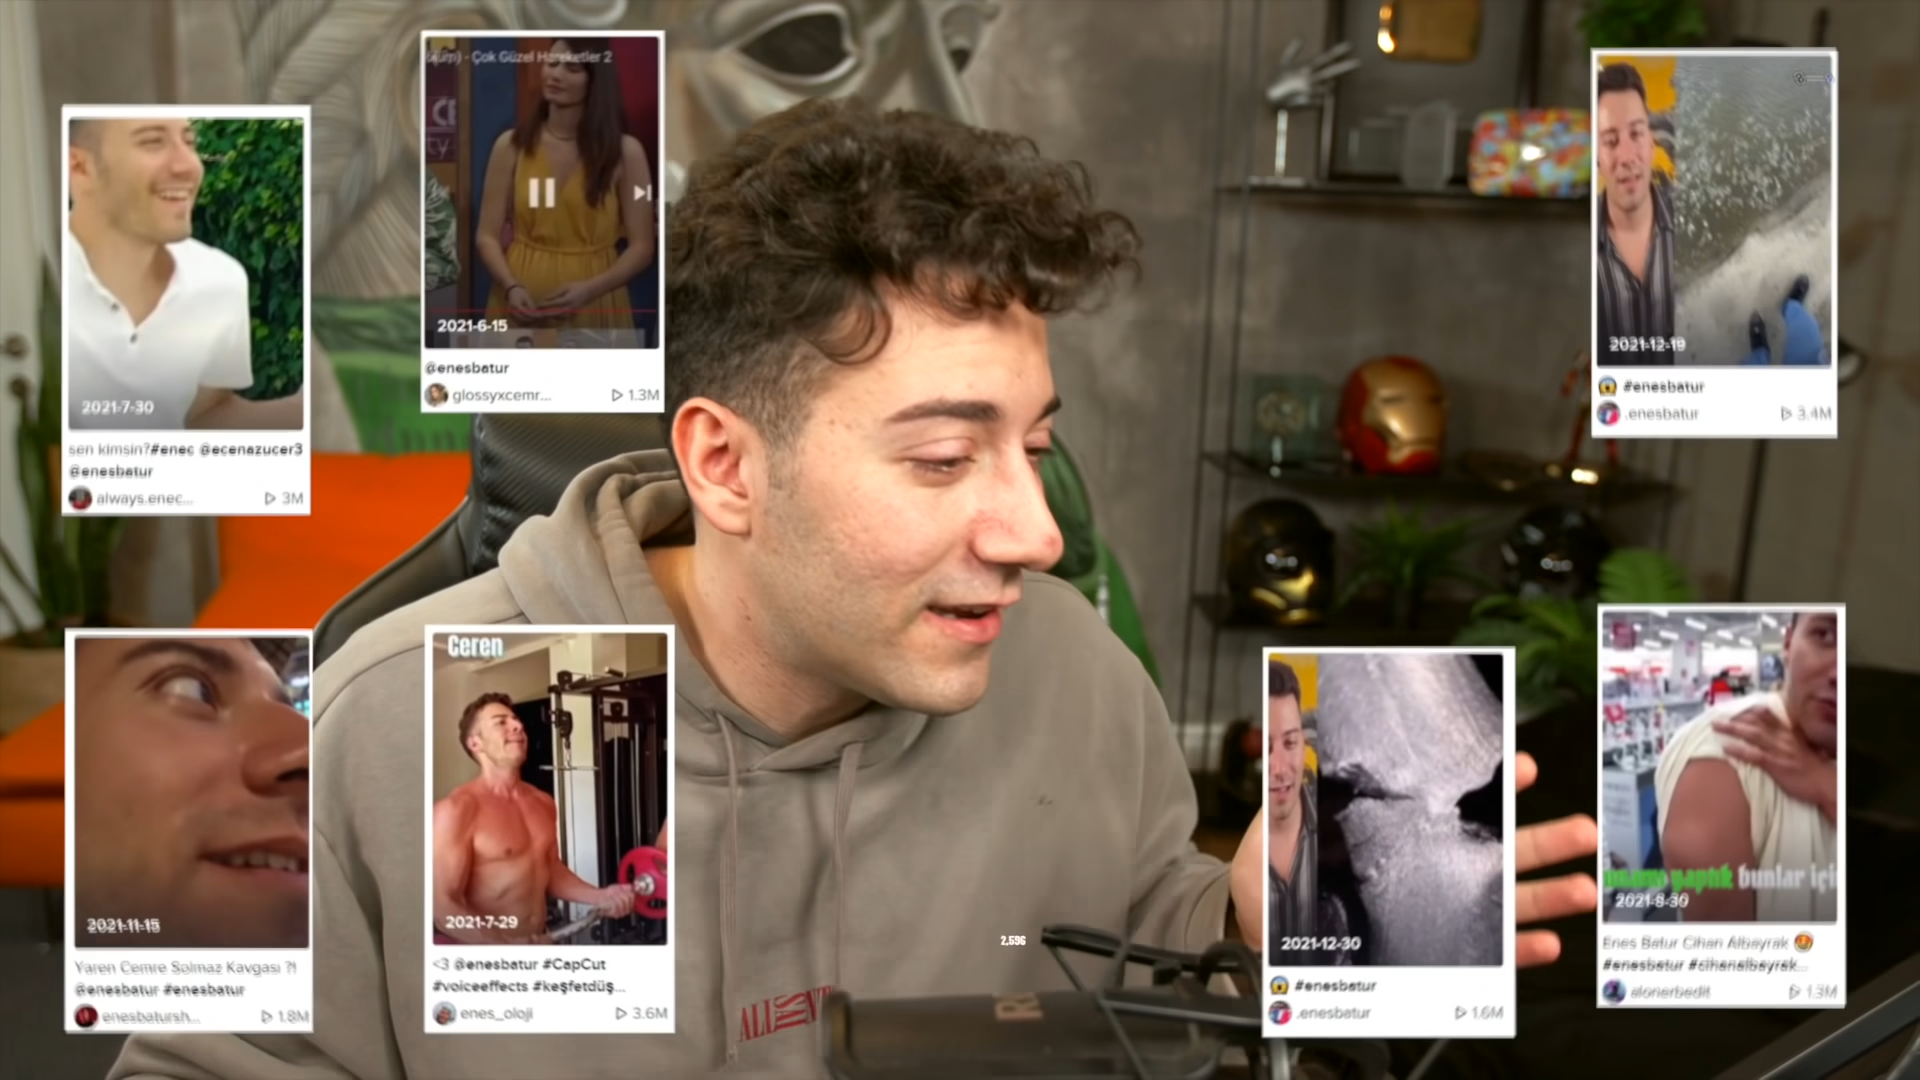 - Çok Güzel Hareketler 2
2021-6-15
@enesbatur
glossyxcemr...
1.3M
2021-7-30
sen kimsin?#enec @ecenazucer3
@enesbatur
always.enec...
3M
2021-12-19
😱 #enesbatur
.enesbatur
3.4M
2021-11-15
Yaren Cemre Solmaz Kavgası ?!
@enesbatur #enesbatur
enesbatursh...
1.8M
Ceren
2021-7-29
<3 @enesbatur #CapCut
#voiceeffects #keşfetdüş...
enes_oloji
3.6M
2,596
2021-12-30
😱 #enesbatur
.enesbatur
1.6M
yaptık bunlar içi
2021-8-30
Enes Batur Cihan Albayrak
#enesbatur #cihanalbayrak...
alonerbedit
1.3M